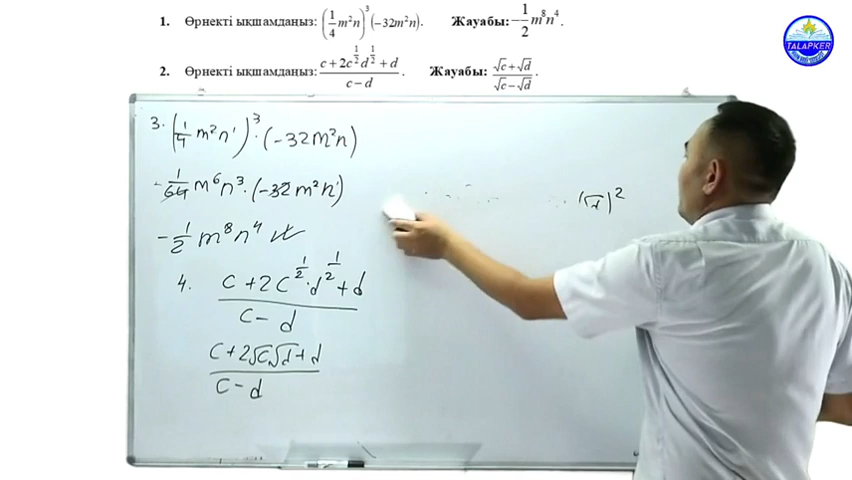 1. Өрнекті ықшамдаңыз: (1/4 m²n)³(−32m²n). Жауабы: −1/2 m⁸n⁴.
2. Өрнекті ықшамдаңыз: (c+2c^(1/2)d^(1/2)+d)/(c−d). Жауабы: (√c+√d)/(√c−√d).
TALAPKER
3. (1/4 m²n¹)³·(−32m²n)
−1/64 m⁶n³·(−32m²n¹)
(√d)²
−1/2 m⁸n⁴
4. (c+2c^(1/2)·d^(1/2)+d)/(c−d)
(c+2√c√d+d)/(c−d)